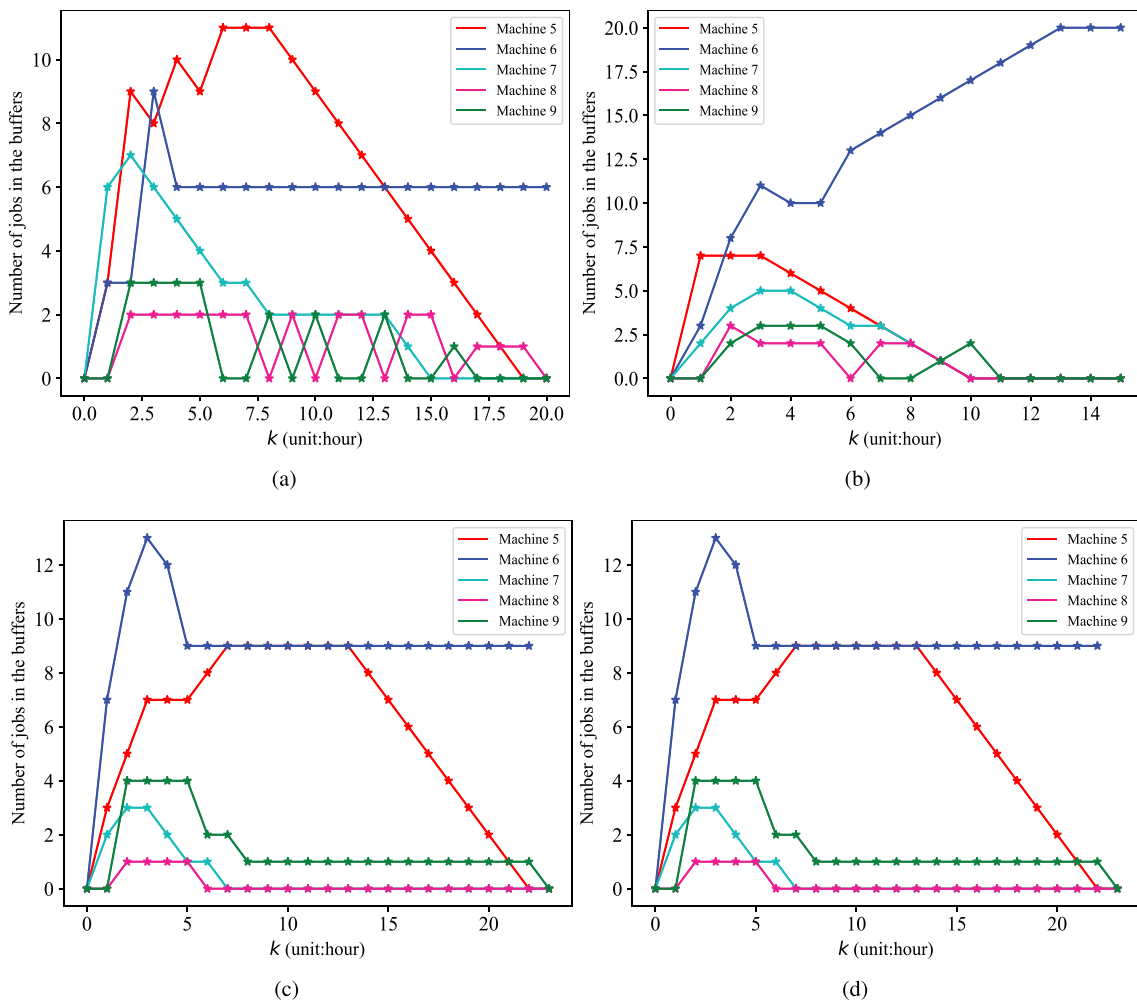 Number of jobs in the buffers
10
8
6
4
2
0
0.0 2.5 5.0 7.5 10.0 12.5 15.0 17.5 20.0
k (unit:hour)
Machine 5
Machine 6
Machine 7
Machine 8
Machine 9
(a)
Number of jobs in the buffers
20.0
17.5
15.0
12.5
10.0
7.5
5.0
2.5
0.0
0 2 4 6 8 10 12 14
k (unit:hour)
Machine 5
Machine 6
Machine 7
Machine 8
Machine 9
(b)
Number of jobs in the buffers
12
10
8
6
4
2
0
0 5 10 15 20
k (unit:hour)
Machine 5
Machine 6
Machine 7
Machine 8
Machine 9
(c)
Number of jobs in the buffers
12
10
8
6
4
2
0
0 5 10 15 20
k (unit:hour)
Machine 5
Machine 6
Machine 7
Machine 8
Machine 9
(d)